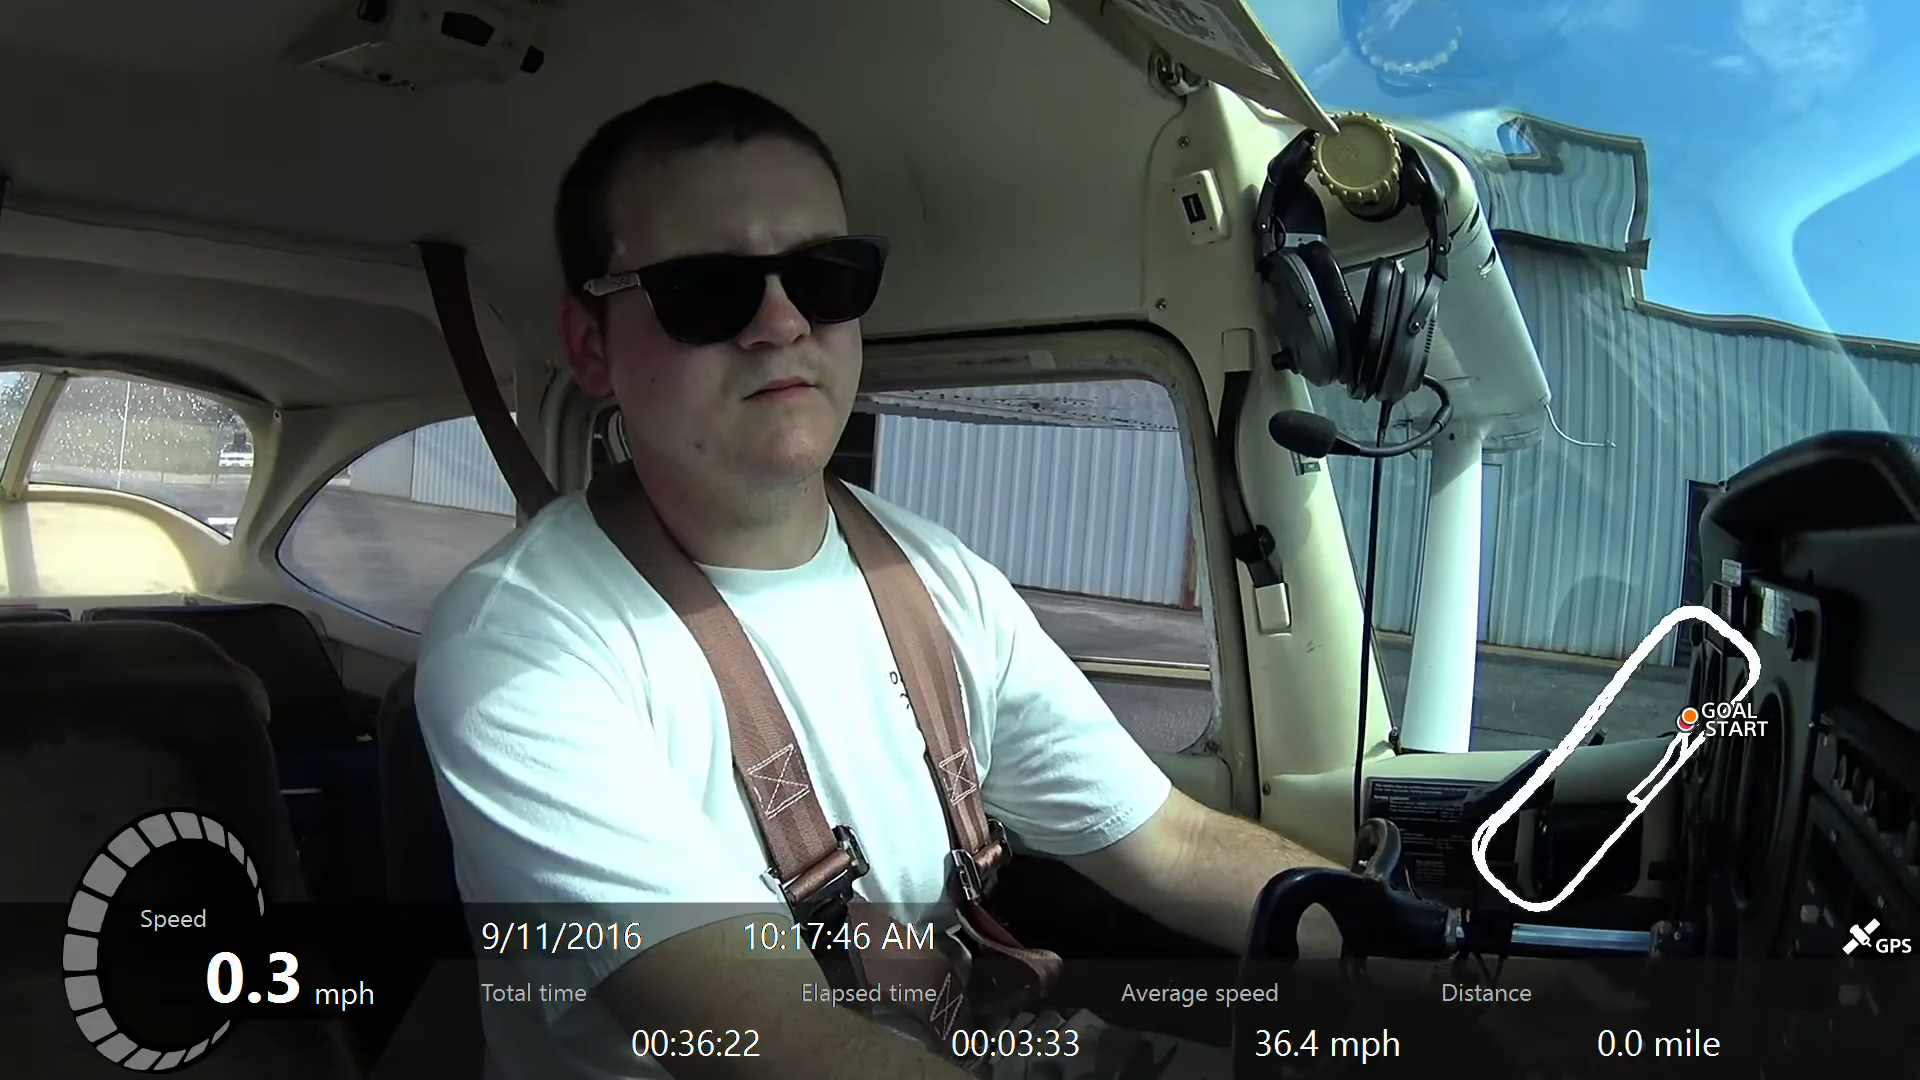 GOAL
START
GPS
Speed
0.3 mph
9/11/2016
10:17:46 AM
Total time
Elapsed time
Average speed
Distance
00:36:22
00:03:33
36.4 mph
0.0 mile